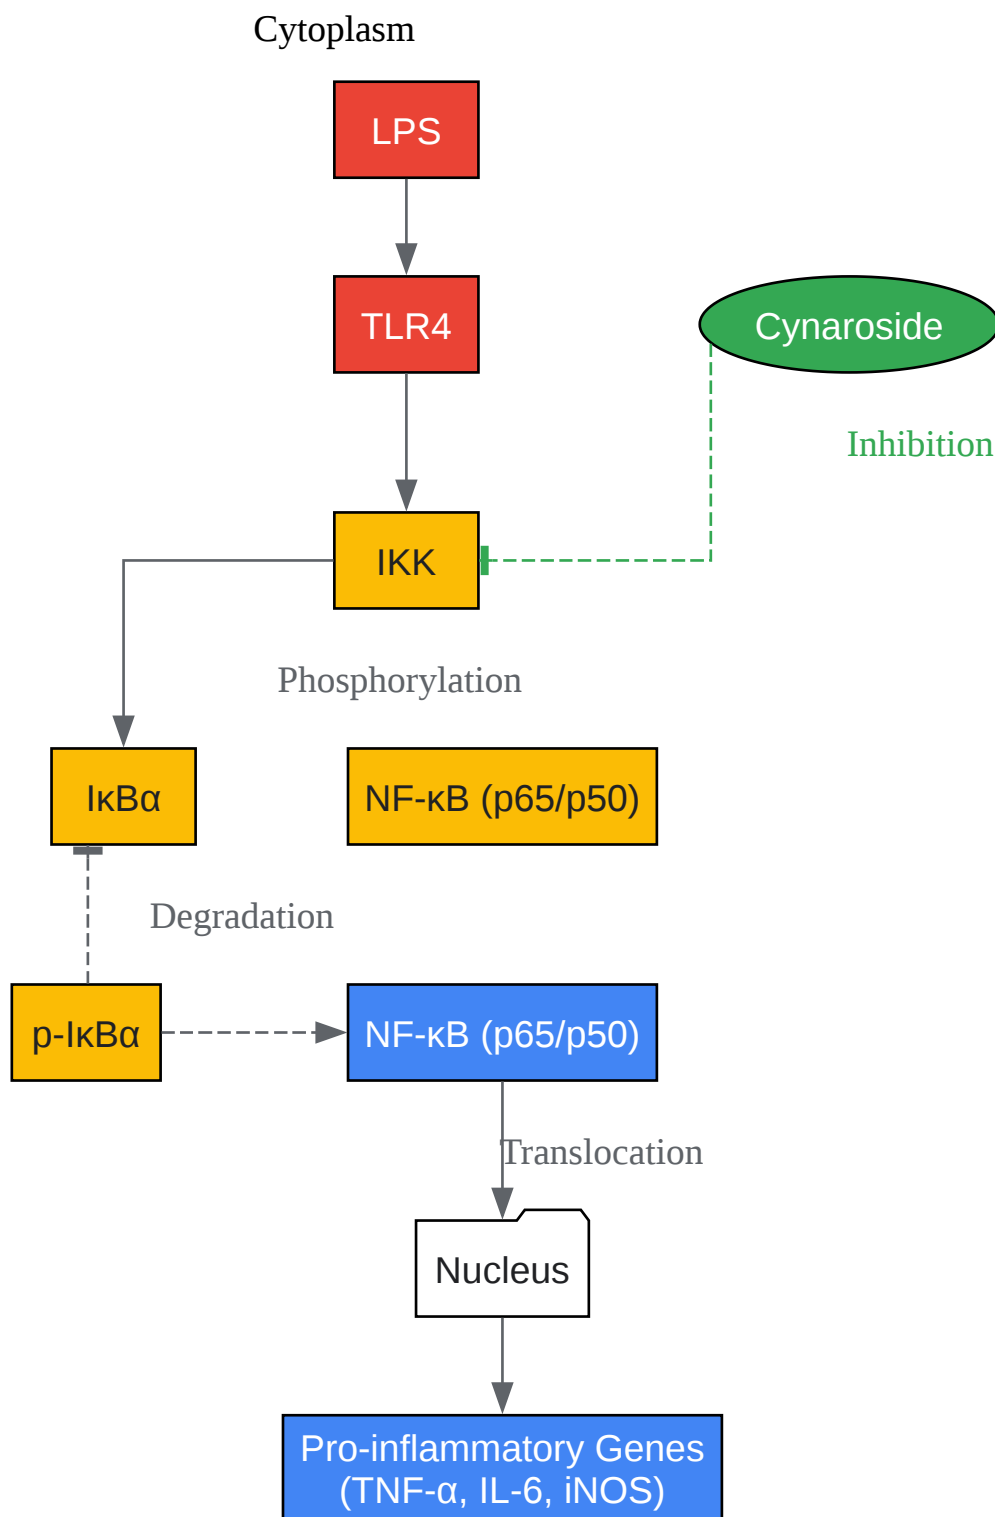 Cytoplasm
LPS
TLR4
Cynaroside
Inhibition
IKK
Phosphorylation
IκBα
NF-κB (p65/p50)
Degradation
p-IκBα
NF-κB (p65/p50)
Translocation
Nucleus
Pro-inflammatory Genes
(TNF-α, IL-6, iNOS)